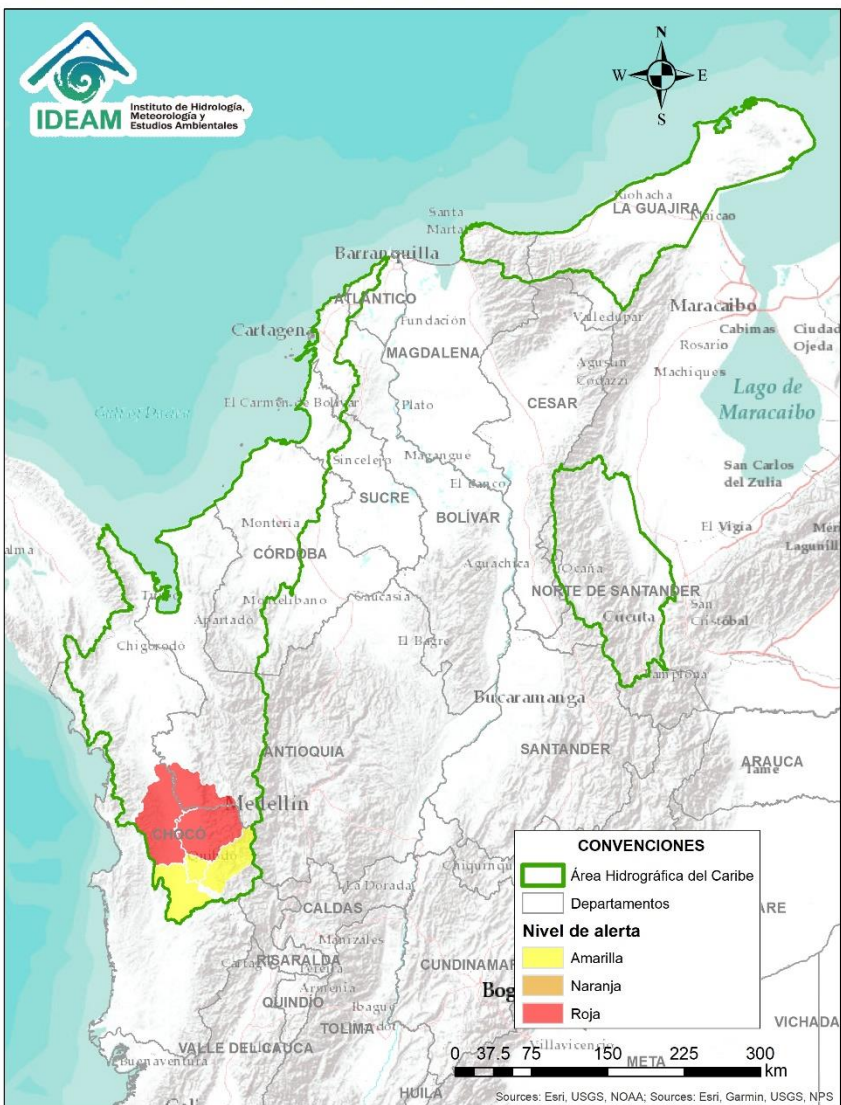 IDEAM
Instituto de Hidrología,
Meteorología y
Estudios Ambientales
N
W
E
S
Riohacha
LA GUAJIRA
Maicao
Santa
Marta
Barranquilla
ATLÁNTICO
Maracaibo
Cabimas
Ciudad
Ojeda
Fundación
Valledupar
Rosario
Cartagena
MAGDALENA
Machiques
Agustín
Codazzi
Lago de
Maracaibo
El Carmen de Bolívar
Plato
CESAR
Sincelejo
Magangue
San Carlos
del Zulia
SUCRE
El Banco
BOLÍVAR
Montería
El Vigía
CÓRDOBA
Aguachica
Ocaña
NORTE DE SANTANDER
Apartado
Montelíbano
Caucasia
San
Cristóbal
Cucuta
Chigorodó
El Bagre
Pamplona
Bucaramanga
ANTIOQUIA
SANTANDER
ARAUCA
Tame
Medellín
CHOCÓ
Quibdó
La Dorada
CALDAS
Manizales
RISARALDA
Pereira
Armenia
QUINDÍO
Ibagué
TOLIMA
VALLE DEL CAUCA
Buenaventura
HUILA
Villavicencio
META
VICHADA
CONVENCIONES
Área Hidrográfica del Caribe
Departamentos
Nivel de alerta
Amarilla
Naranja
Roja
0 37.5 75 150 225 300
km
Sources: Esri, USGS, NOAA; Sources: Esri, Garmin, USGS, NPS